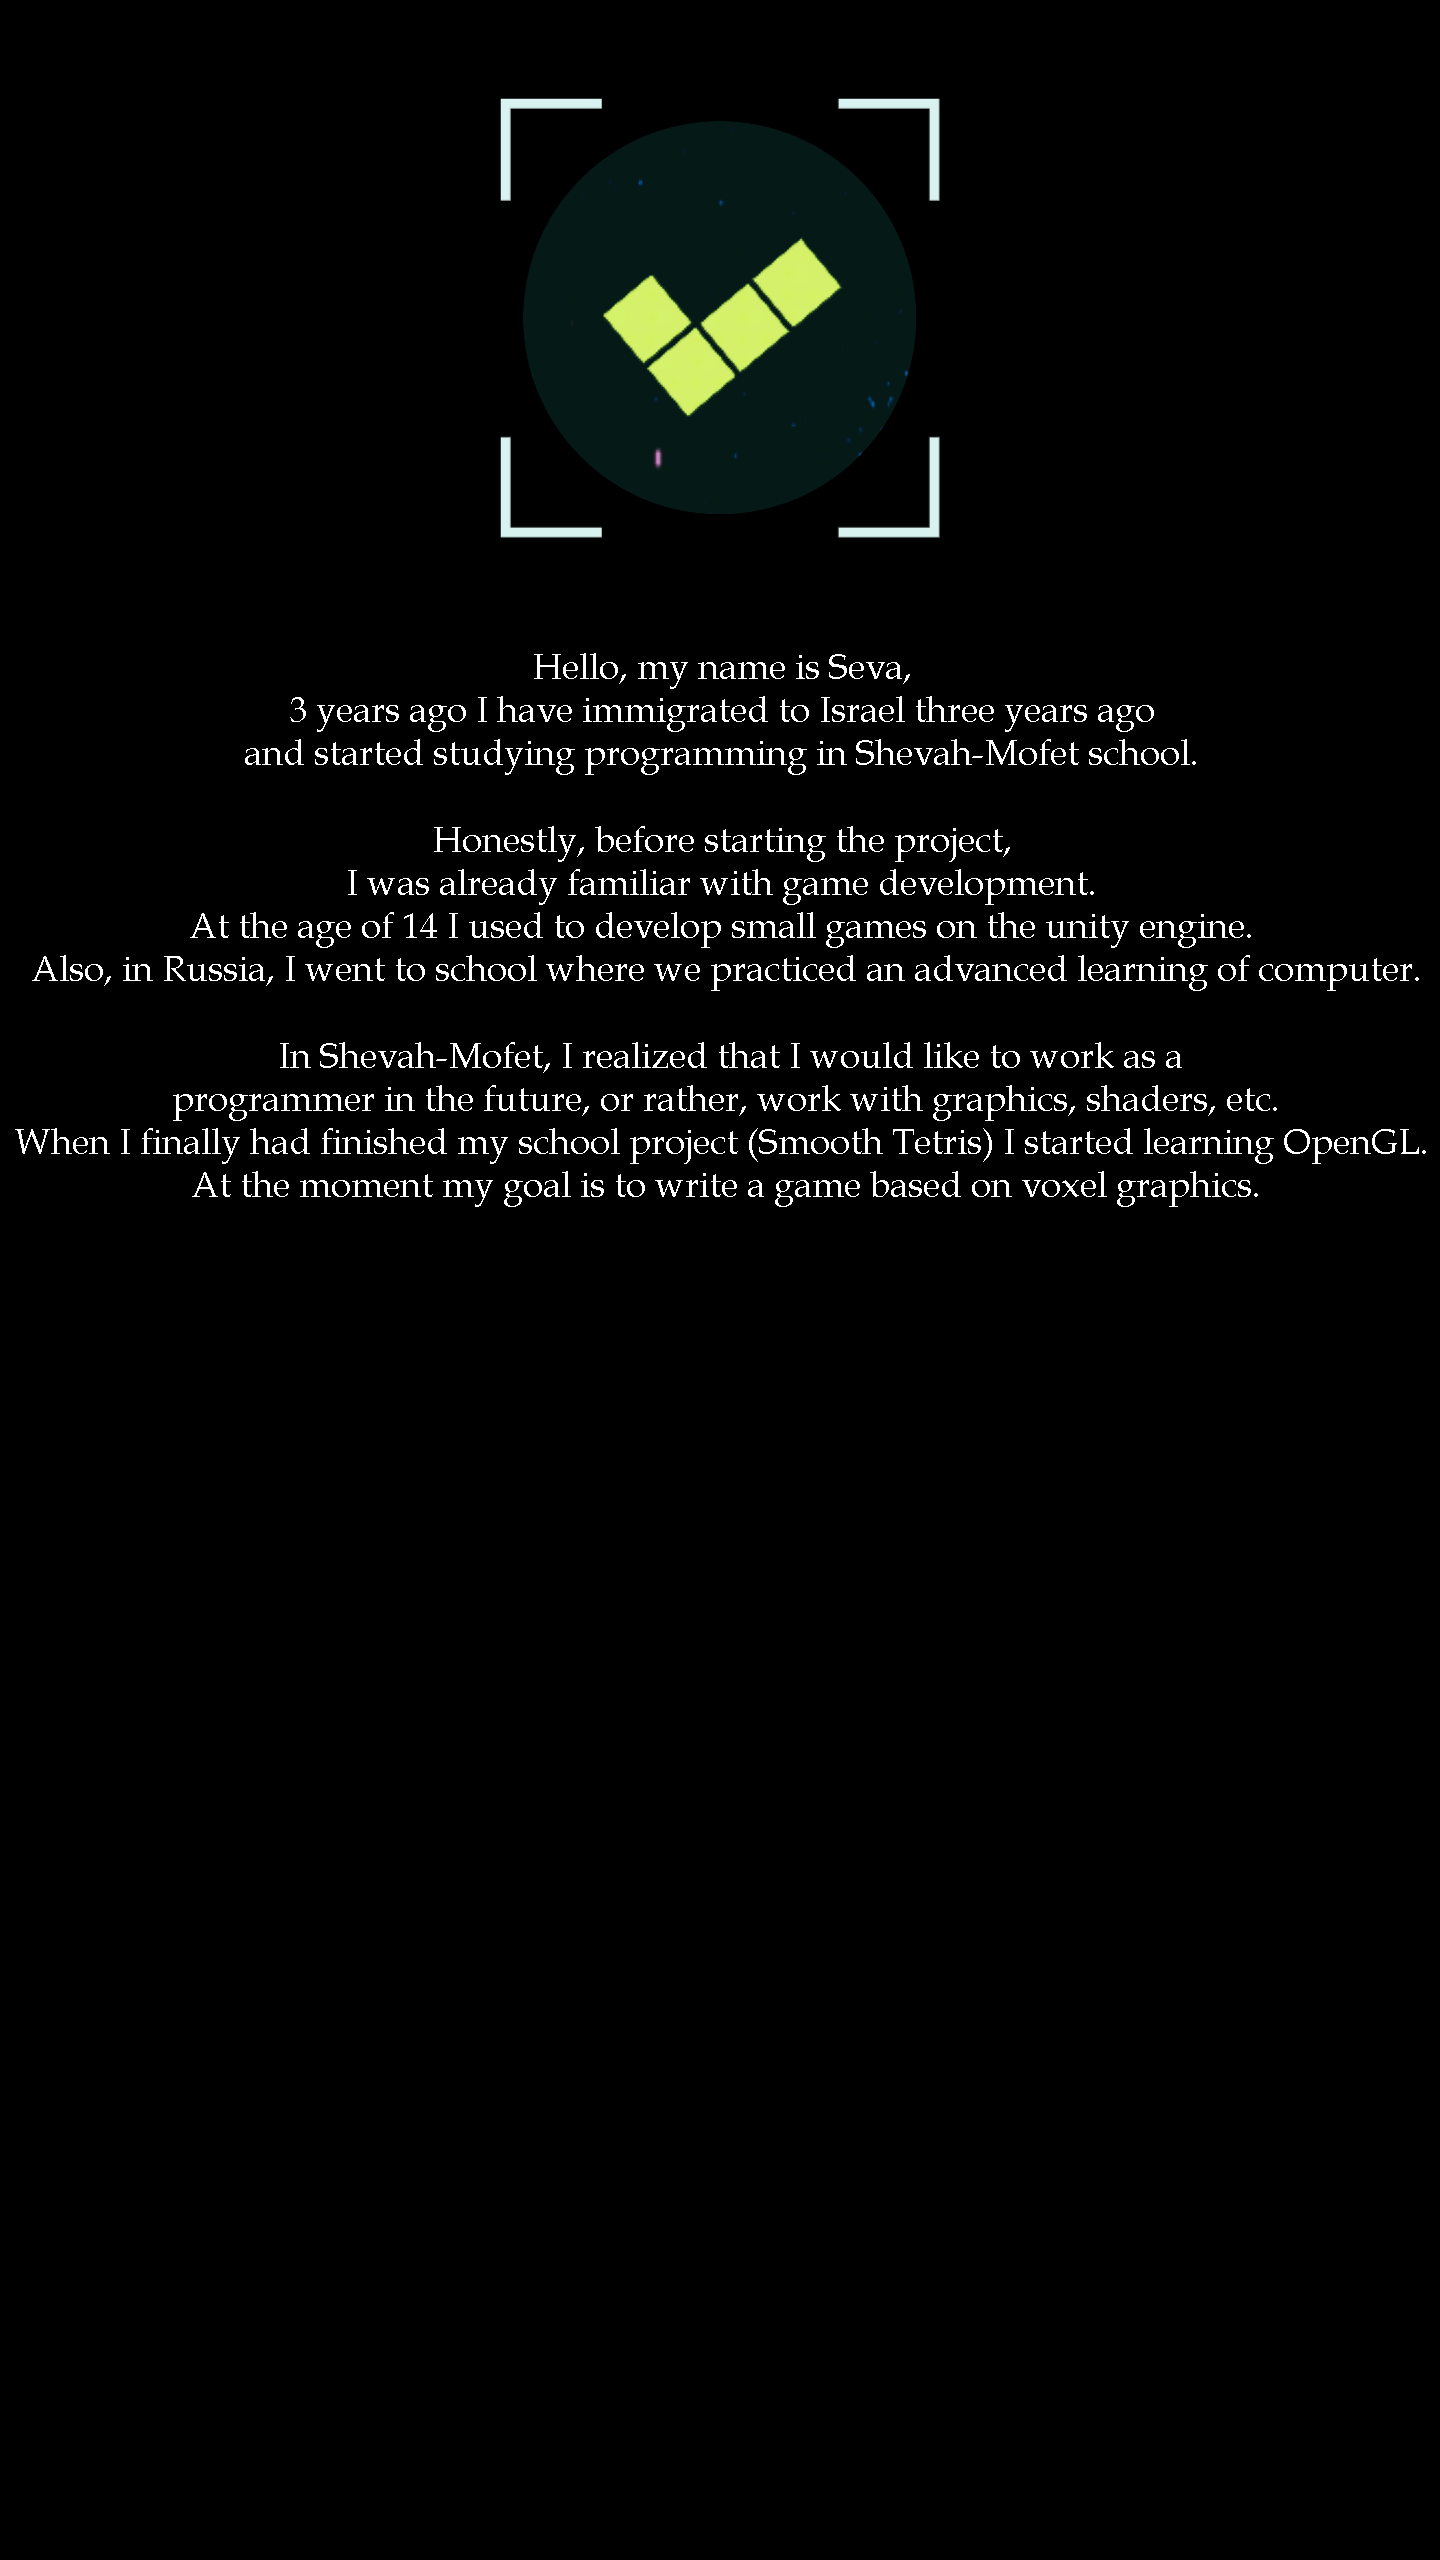 Hello, my name is Seva,
3 years ago I have immigrated to Israel three years ago
and started studying programming in Shevah-Mofet school.
Honestly, before starting the project,
I was already familiar with game development.
At the age of 14 I used to develop small games on the unity engine.
Also, in Russia, I went to school where we practiced an advanced learning of computer.
In Shevah-Mofet, I realized that I would like to work as a
programmer in the future, or rather, work with graphics, shaders, etc.
When I finally had finished my school project (Smooth Tetris) I started learning OpenGL.
At the moment my goal is to write a game based on voxel graphics.